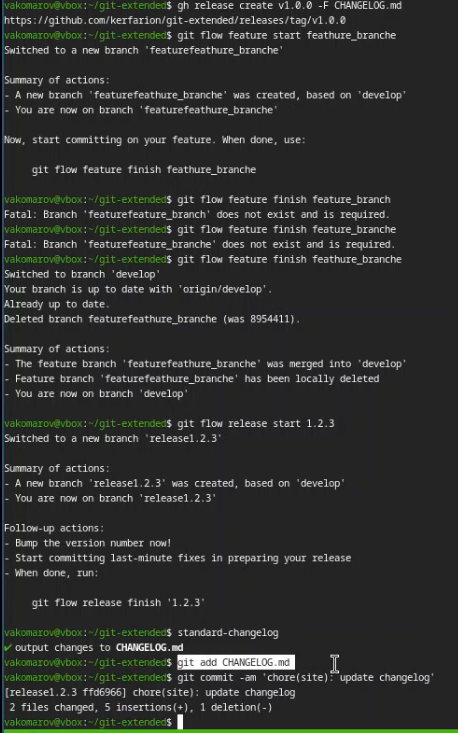 vakomarov@vbox:~/git-extended$ gh release create v1.0.0 -F CHANGELOG.md
https://github.com/kerfarion/git-extended/releases/tag/v1.0.0
vakomarov@vbox:~/git-extended$ git flow feature start feathure_branche
Switched to a new branch 'featurefeathure_branche'

Summary of actions:
- A new branch 'featurefeathure_branche' was created, based on 'develop'
- You are now on branch 'featurefeathure_branche'

Now, start committing on your feature. When done, use:

     git flow feature finish feathure_branche

vakomarov@vbox:~/git-extended$ git flow feature finish feature_branch
Fatal: Branch 'featurefeature_branch' does not exist and is required.
vakomarov@vbox:~/git-extended$ git flow feature finish feature_branche
Fatal: Branch 'featurefeature_branche' does not exist and is required.
vakomarov@vbox:~/git-extended$ git flow feature finish feathure_branche
Switched to branch 'develop'
Your branch is up to date with 'origin/develop'.
Already up to date.
Deleted branch featurefeathure_branche (was 8954411).

Summary of actions:
- The feature branch 'featurefeathure_branche' was merged into 'develop'
- Feature branch 'featurefeathure_branche' has been locally deleted
- You are now on branch 'develop'

vakomarov@vbox:~/git-extended$ git flow release start 1.2.3
Switched to a new branch 'release1.2.3'

Summary of actions:
- A new branch 'release1.2.3' was created, based on 'develop'
- You are now on branch 'release1.2.3'

Follow-up actions:
- Bump the version number now!
- Start committing last-minute fixes in preparing your release
- When done, run:

     git flow release finish '1.2.3'

vakomarov@vbox:~/git-extended$ standard-changelog
✔ output changes to CHANGELOG.md
vakomarov@vbox:~/git-extended$ git add CHANGELOG.md
vakomarov@vbox:~/git-extended$ git commit -am 'chore(site): update changelog'
[release1.2.3 ffd6966] chore(site): update changelog
 2 files changed, 5 insertions(+), 1 deletion(-)
vakomarov@vbox:~/git-extended$